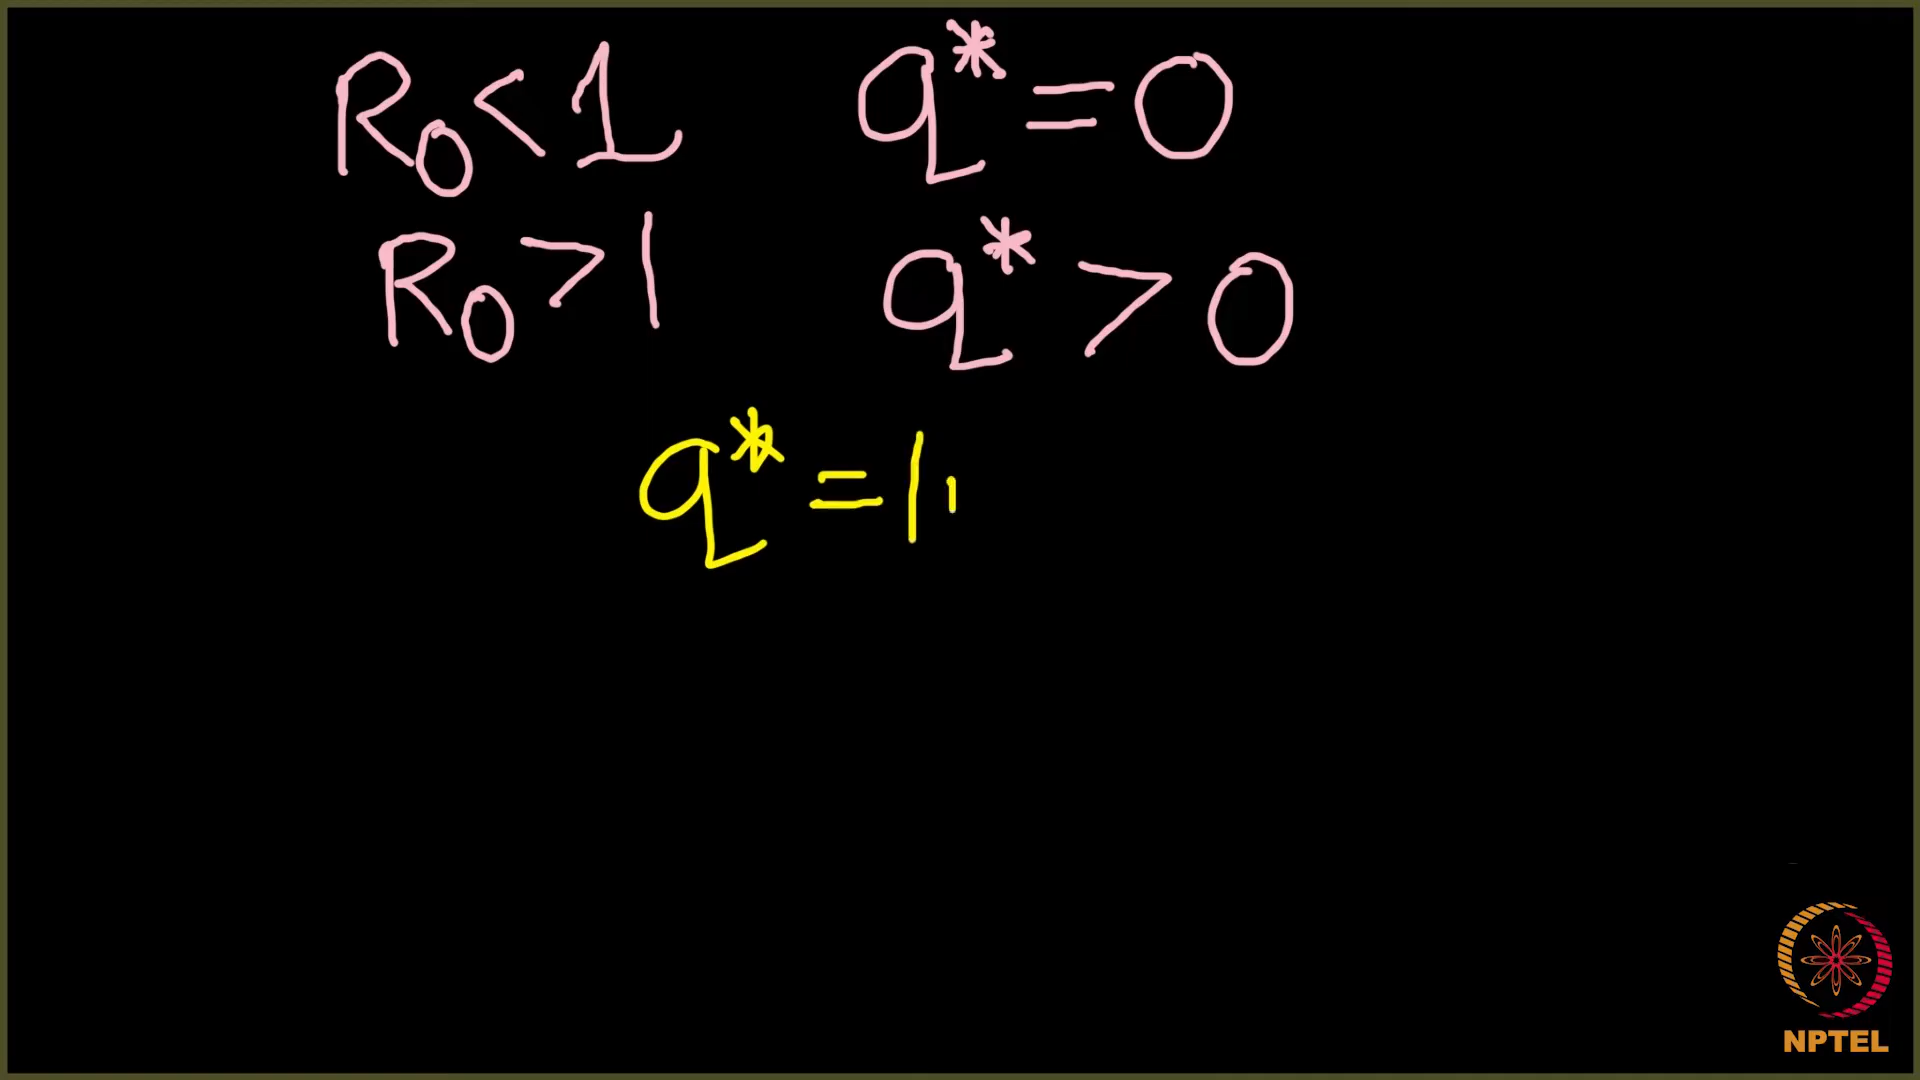 R₀ < 1 q* = 0
R₀ > 1 q* > 0
q* = 1
NPTEL